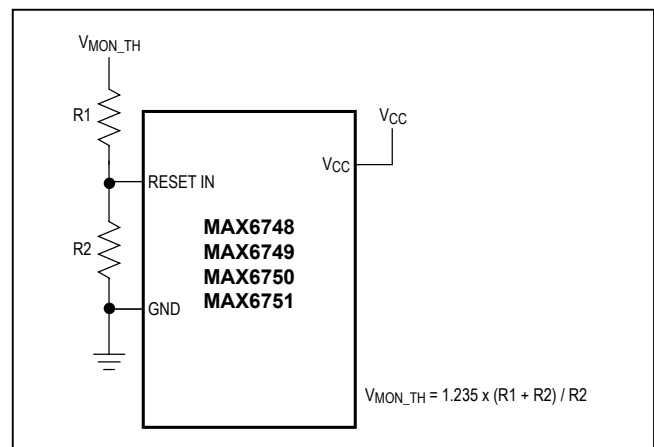 VMON_TH
R1
VCC
VCC
RESET IN
R2
MAX6748
MAX6749
MAX6750
MAX6751
GND
VMON_TH = 1.235 x (R1 + R2) / R2